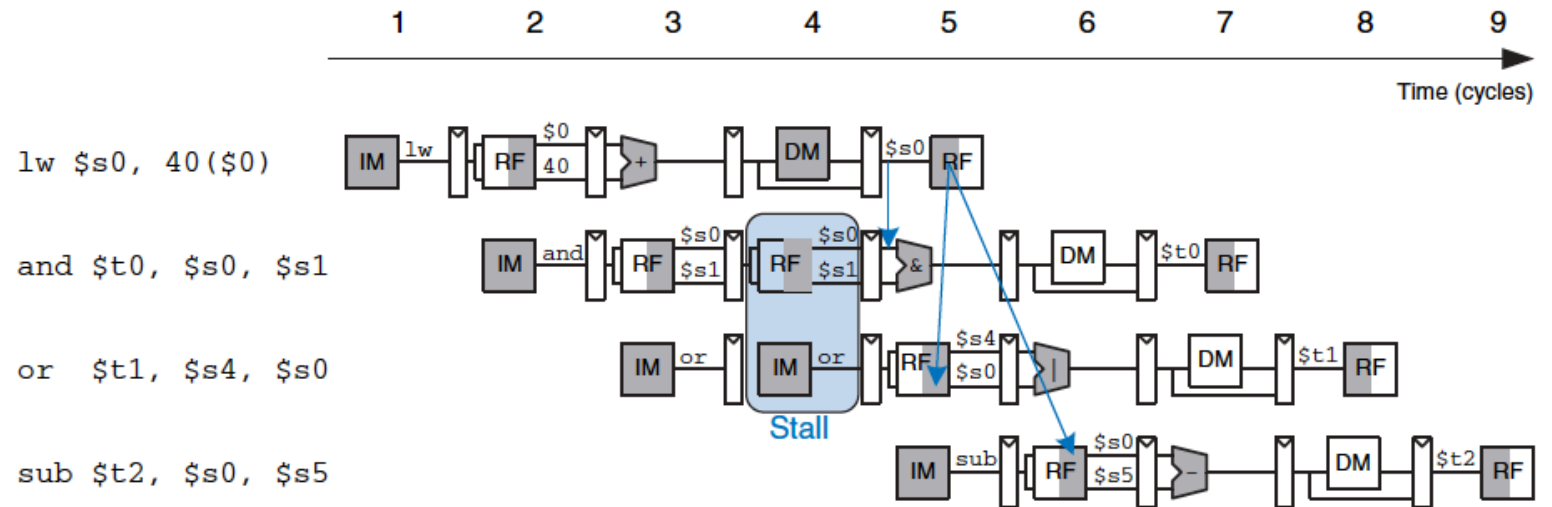 1 2 3 4 5 6 7 8 9
Time (cycles)
lw $s0, 40($0) IM lw RF $0 40 + DM $s0 RF
and $t0, $s0, $s1 IM and RF $s0 $s1 RF $s0 $s1 & DM $t0 RF
or $t1, $s4, $s0 IM or IM or RF $s4 $s0 | DM $t1 RF
Stall
sub $t2, $s0, $s5 IM sub RF $s0 $s5 - DM $t2 RF